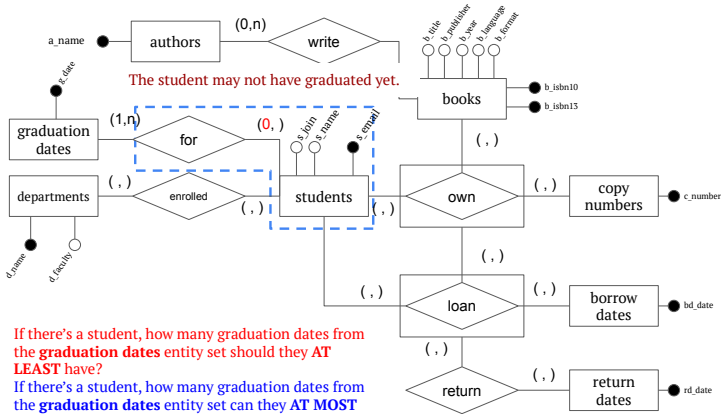 b_title
b_publisher
b_year
b_language
b_format
a_name
authors
(0,n)
write
The student may not have graduated yet.
g_date
books
b_isbn10
b_isbn13
graduation
dates
(1,n)
for
(0, )
s_join
s_name
s_email
( , )
departments
( , )
enrolled
( , )
students
( , )
own
( , )
copy
numbers
c_number
d_name
d_faculty
( , )
( , )
loan
( , )
borrow
dates
bd_date
( , )
return
return
dates
rd_date
If there's a student, how many graduation dates from
the graduation dates entity set should they AT
LEAST have?
If there's a student, how many graduation dates from
the graduation dates entity set can they AT MOST